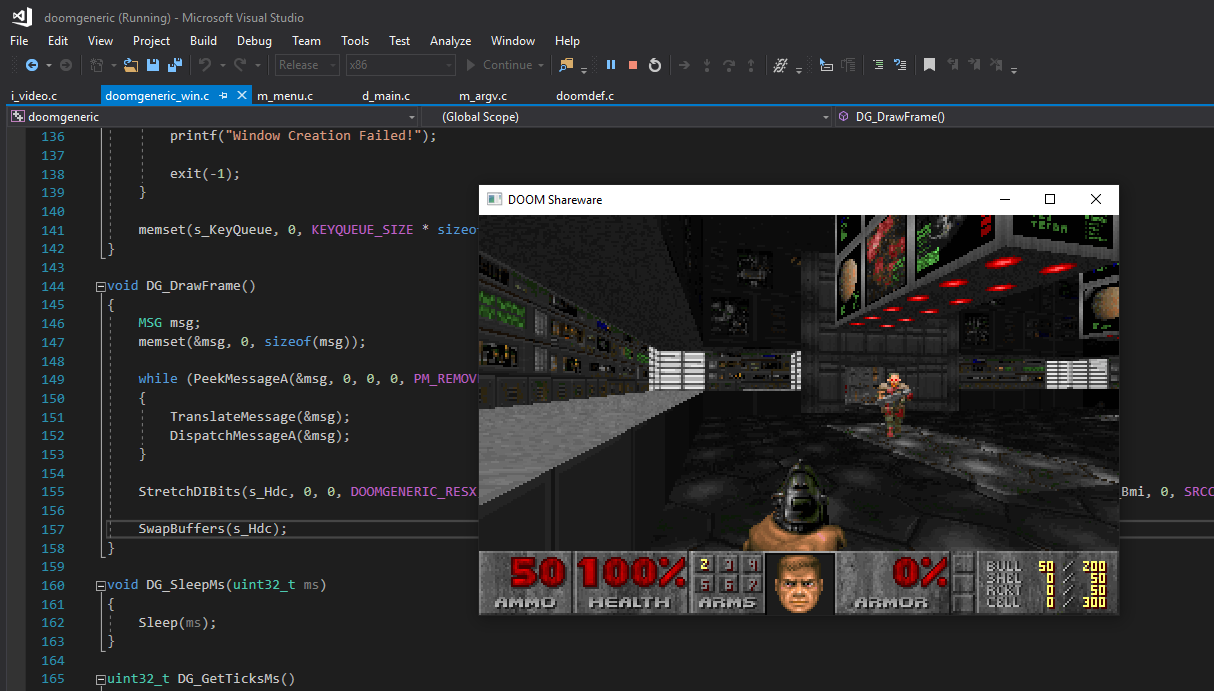 doomgeneric (Running) - Microsoft Visual Studio
File Edit View Project Build Debug Team Tools Test Analyze Window Help
Release x86 Continue
i_video.c doomgeneric_win.c m_menu.c d_main.c m_argv.c doomdef.c
doomgeneric (Global Scope) DG_DrawFrame()
136 printf("Window Creation Failed!");
137
138 exit(-1);
139 }
140
141 memset(s_KeyQueue, 0, KEYQUEUE_SIZE * sizeo
142 }
143
144 void DG_DrawFrame()
145 {
146 MSG msg;
147 memset(&msg, 0, sizeof(msg));
148
149 while (PeekMessageA(&msg, 0, 0, 0, PM_REMOV
150 {
151 TranslateMessage(&msg);
152 DispatchMessageA(&msg);
153 }
154
155 StretchDIBits(s_Hdc, 0, 0, DOOMGENERIC_RESX Bmi, 0, SRCC
156
157 SwapBuffers(s_Hdc);
158 }
159
160 void DG_SleepMs(uint32_t ms)
161 {
162 Sleep(ms);
163 }
164
165 uint32_t DG_GetTicksMs()
DOOM Shareware
50 100% 2 3 4 0% BULL 50 / 200
5 6 7 SHEL 0 / 50
RCKT 0 / 50
AMMO HEALTH ARMS ARMOR CELL 0 / 300